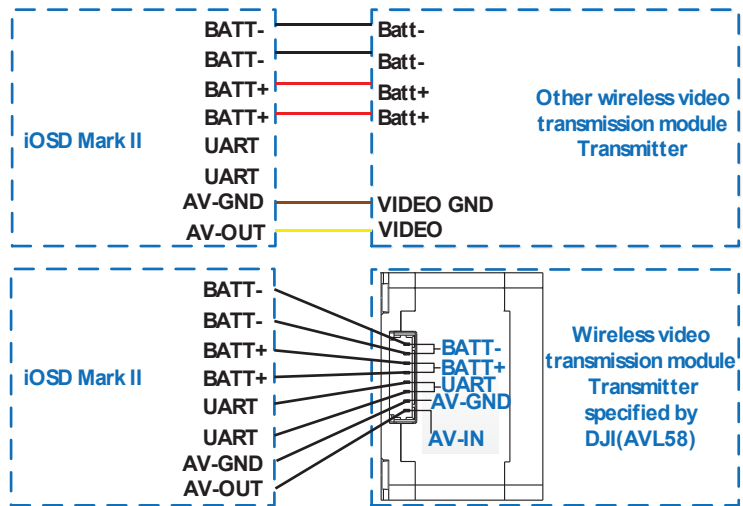 BATT-
BATT-
BATT+
BATT+
UART
UART
AV-GND
AV-OUT
iOSD Mark II
Batt-
Batt-
Batt+
Batt+
VIDEO GND
VIDEO
Other wireless video
transmission module
Transmitter
BATT-
BATT-
BATT+
BATT+
UART
UART
AV-GND
AV-OUT
iOSD Mark II
BATT-
BATT+
UART
AV-GND
AV-IN
Wireless video
transmission module
Transmitter
specified by
DJI(AVL58)